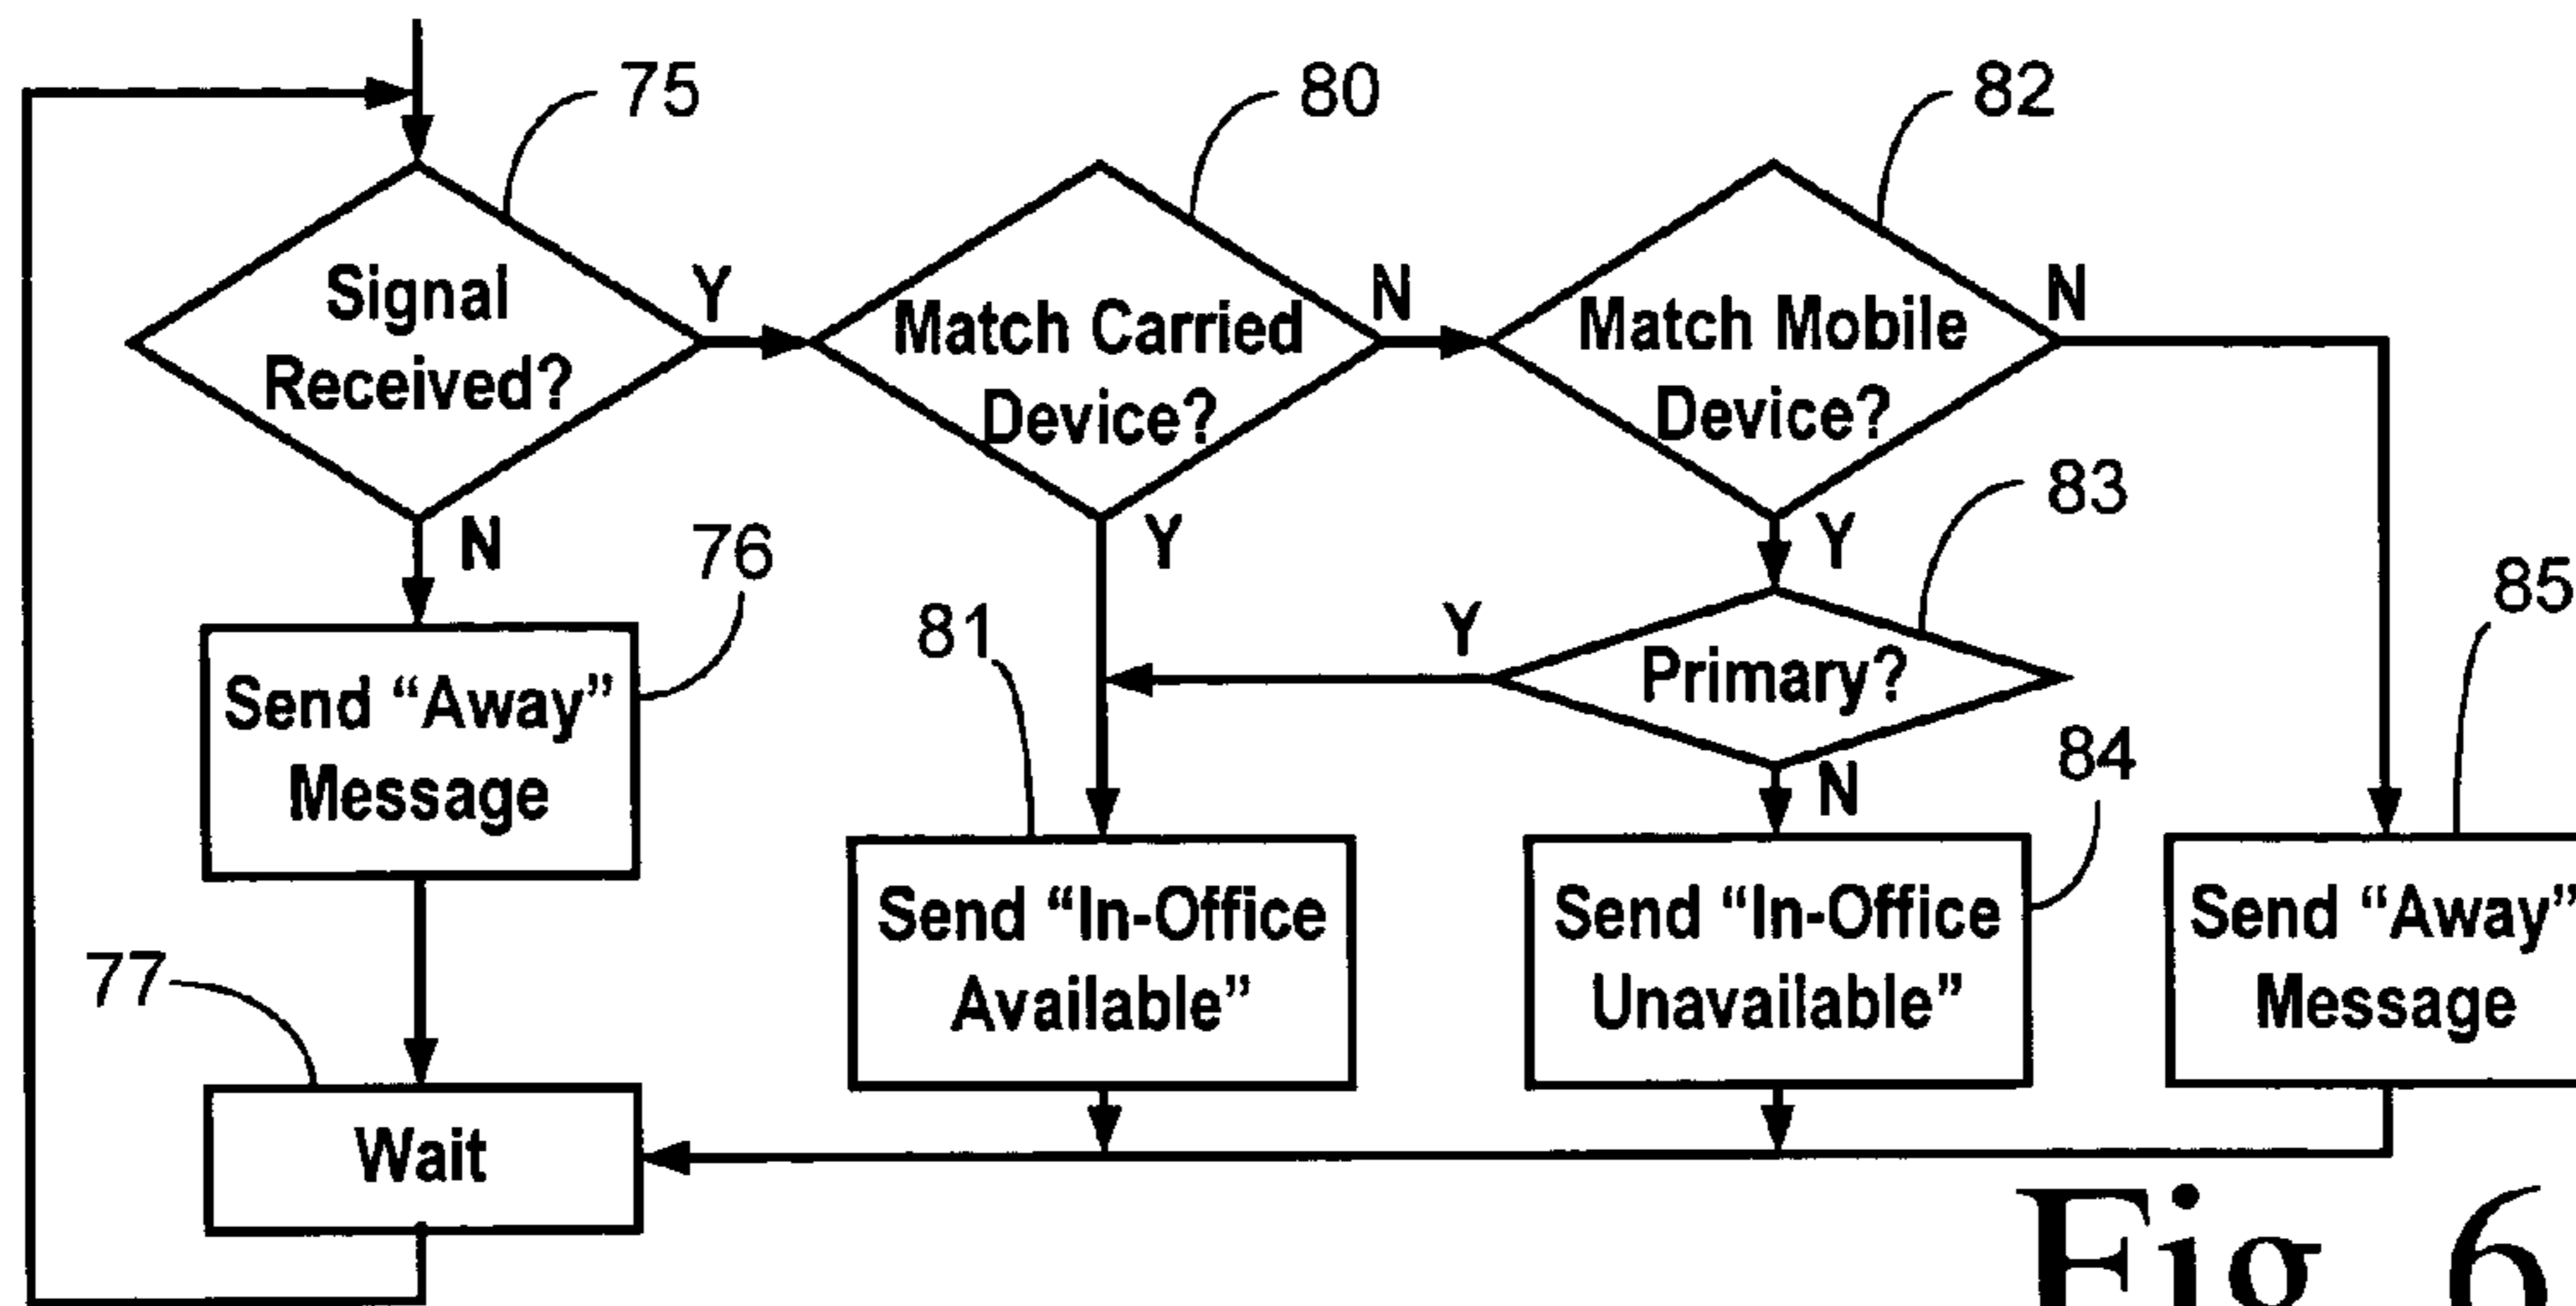 75
80
82
Signal
Received?
Y
Match Carried
Device?
N
Match Mobile
Device?
N
N
76
Y
Y
83
85
Send “Away”
Message
81
Y
Primary?
84
N
77
Send “In-Office
Available”
Send “In-Office
Unavailable”
Send “Away”
Message
Wait
Fig. 6